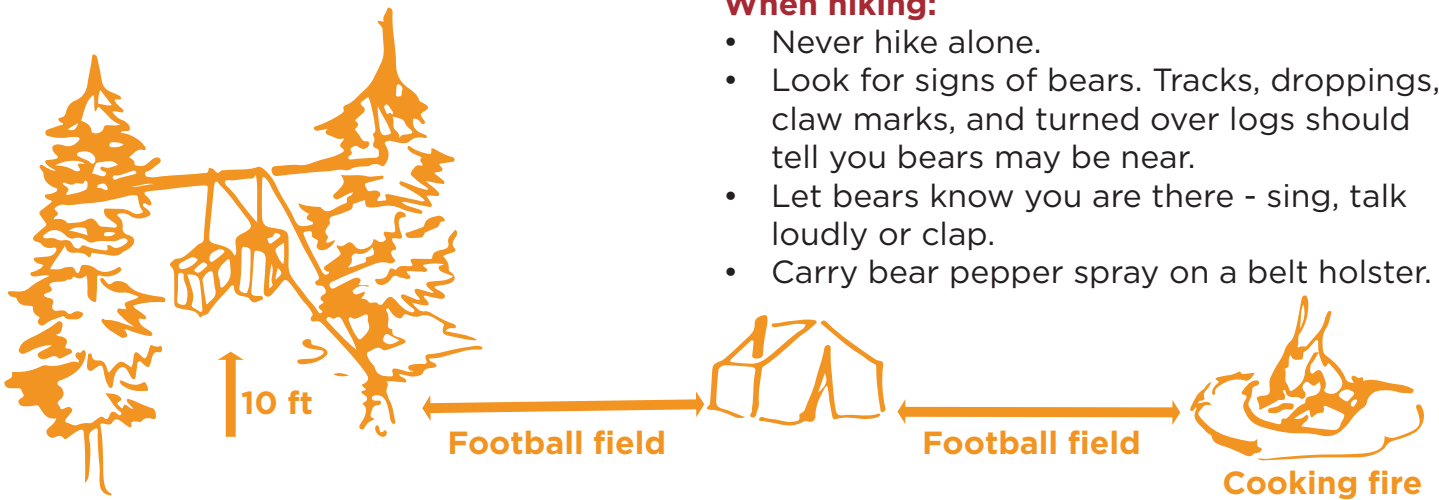 When hiking:
• Never hike alone.
• Look for signs of bears. Tracks, droppings,
claw marks, and turned over logs should
tell you bears may be near.
• Let bears know you are there - sing, talk
loudly or clap.
• Carry bear pepper spray on a belt holster.
10 ft
Football field
Football field
Cooking fire